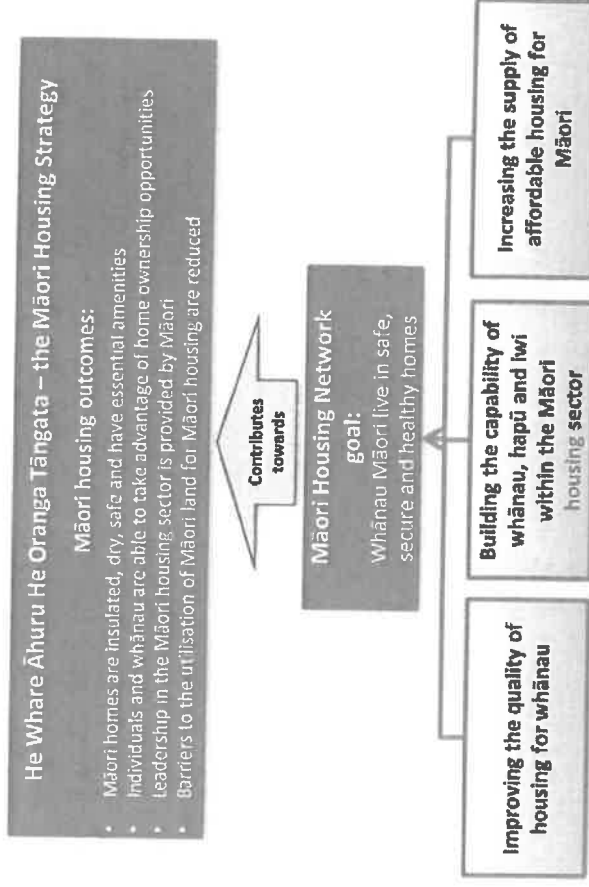 He Whare Āhuru He Oranga Tāngata – the Māori Housing Strategy
Māori housing outcomes:
• Māori homes are insulated, dry, safe and have essential amenities
• Individuals and whānau are able to take advantage of home ownership opportunities
• Leadership in the Māori housing sector is provided by Māori
• Barriers to the utilisation of Māori land for Māori housing are reduced
Contributes
towards
Māori Housing Network
goal:
Whānau Māori live in safe,
secure and healthy homes
Improving the quality of
housing for whānau
Building the capability of
whānau, hapū and Iwi
within the Māori
housing sector
Increasing the supply of
affordable housing for
Māori